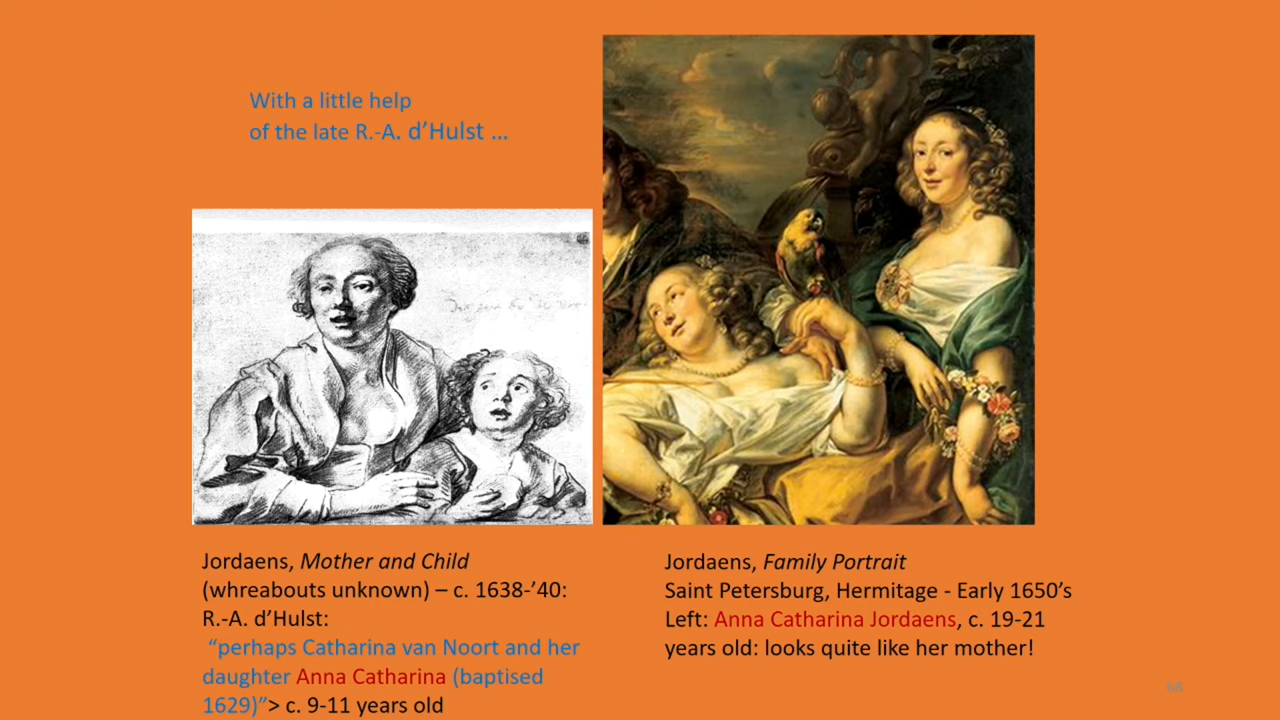 With a little help
of the late R.-A. d’Hulst ...
Jordaens, Mother and Child
(whreabouts unknown) – c. 1638-’40:
R.-A. d’Hulst:
“perhaps Catharina van Noort and her
daughter Anna Catharina (baptised
1629)”> c. 9-11 years old
Jordaens, Family Portrait
Saint Petersburg, Hermitage - Early 1650’s
Left: Anna Catharina Jordaens, c. 19-21
years old: looks quite like her mother!
68